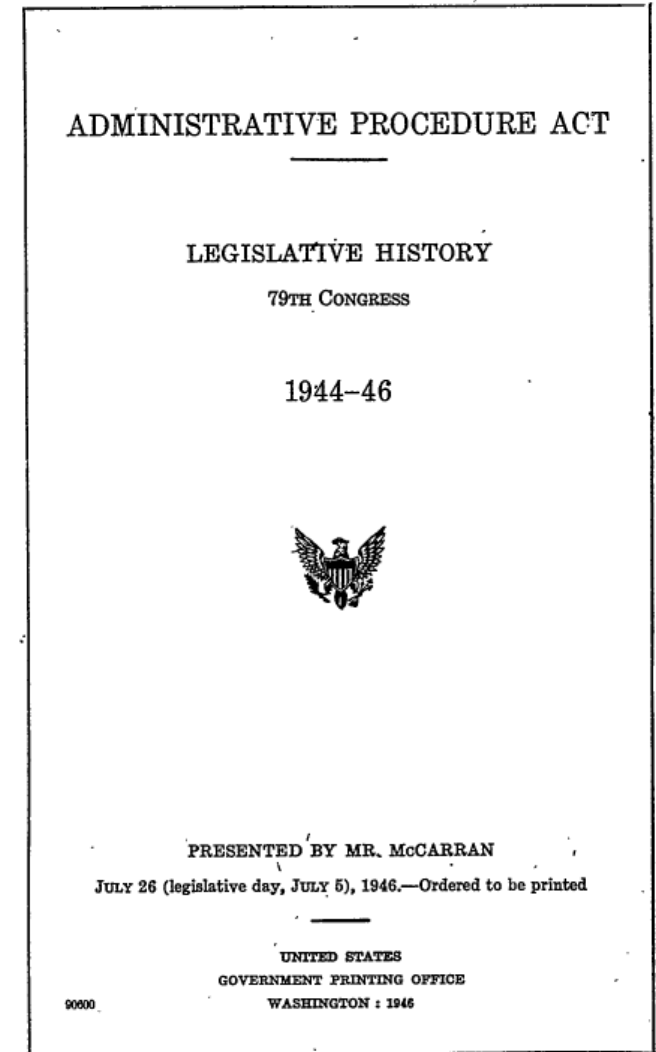 ADMINISTRATIVE PROCEDURE ACT
LEGISLATIVE HISTORY
79TH CONGRESS
1944–46
PRESENTED BY MR. McCARRAN
JULY 26 (legislative day, JULY 5), 1946.—Ordered to be printed
UNITED STATES
GOVERNMENT PRINTING OFFICE
90600 WASHINGTON : 1946